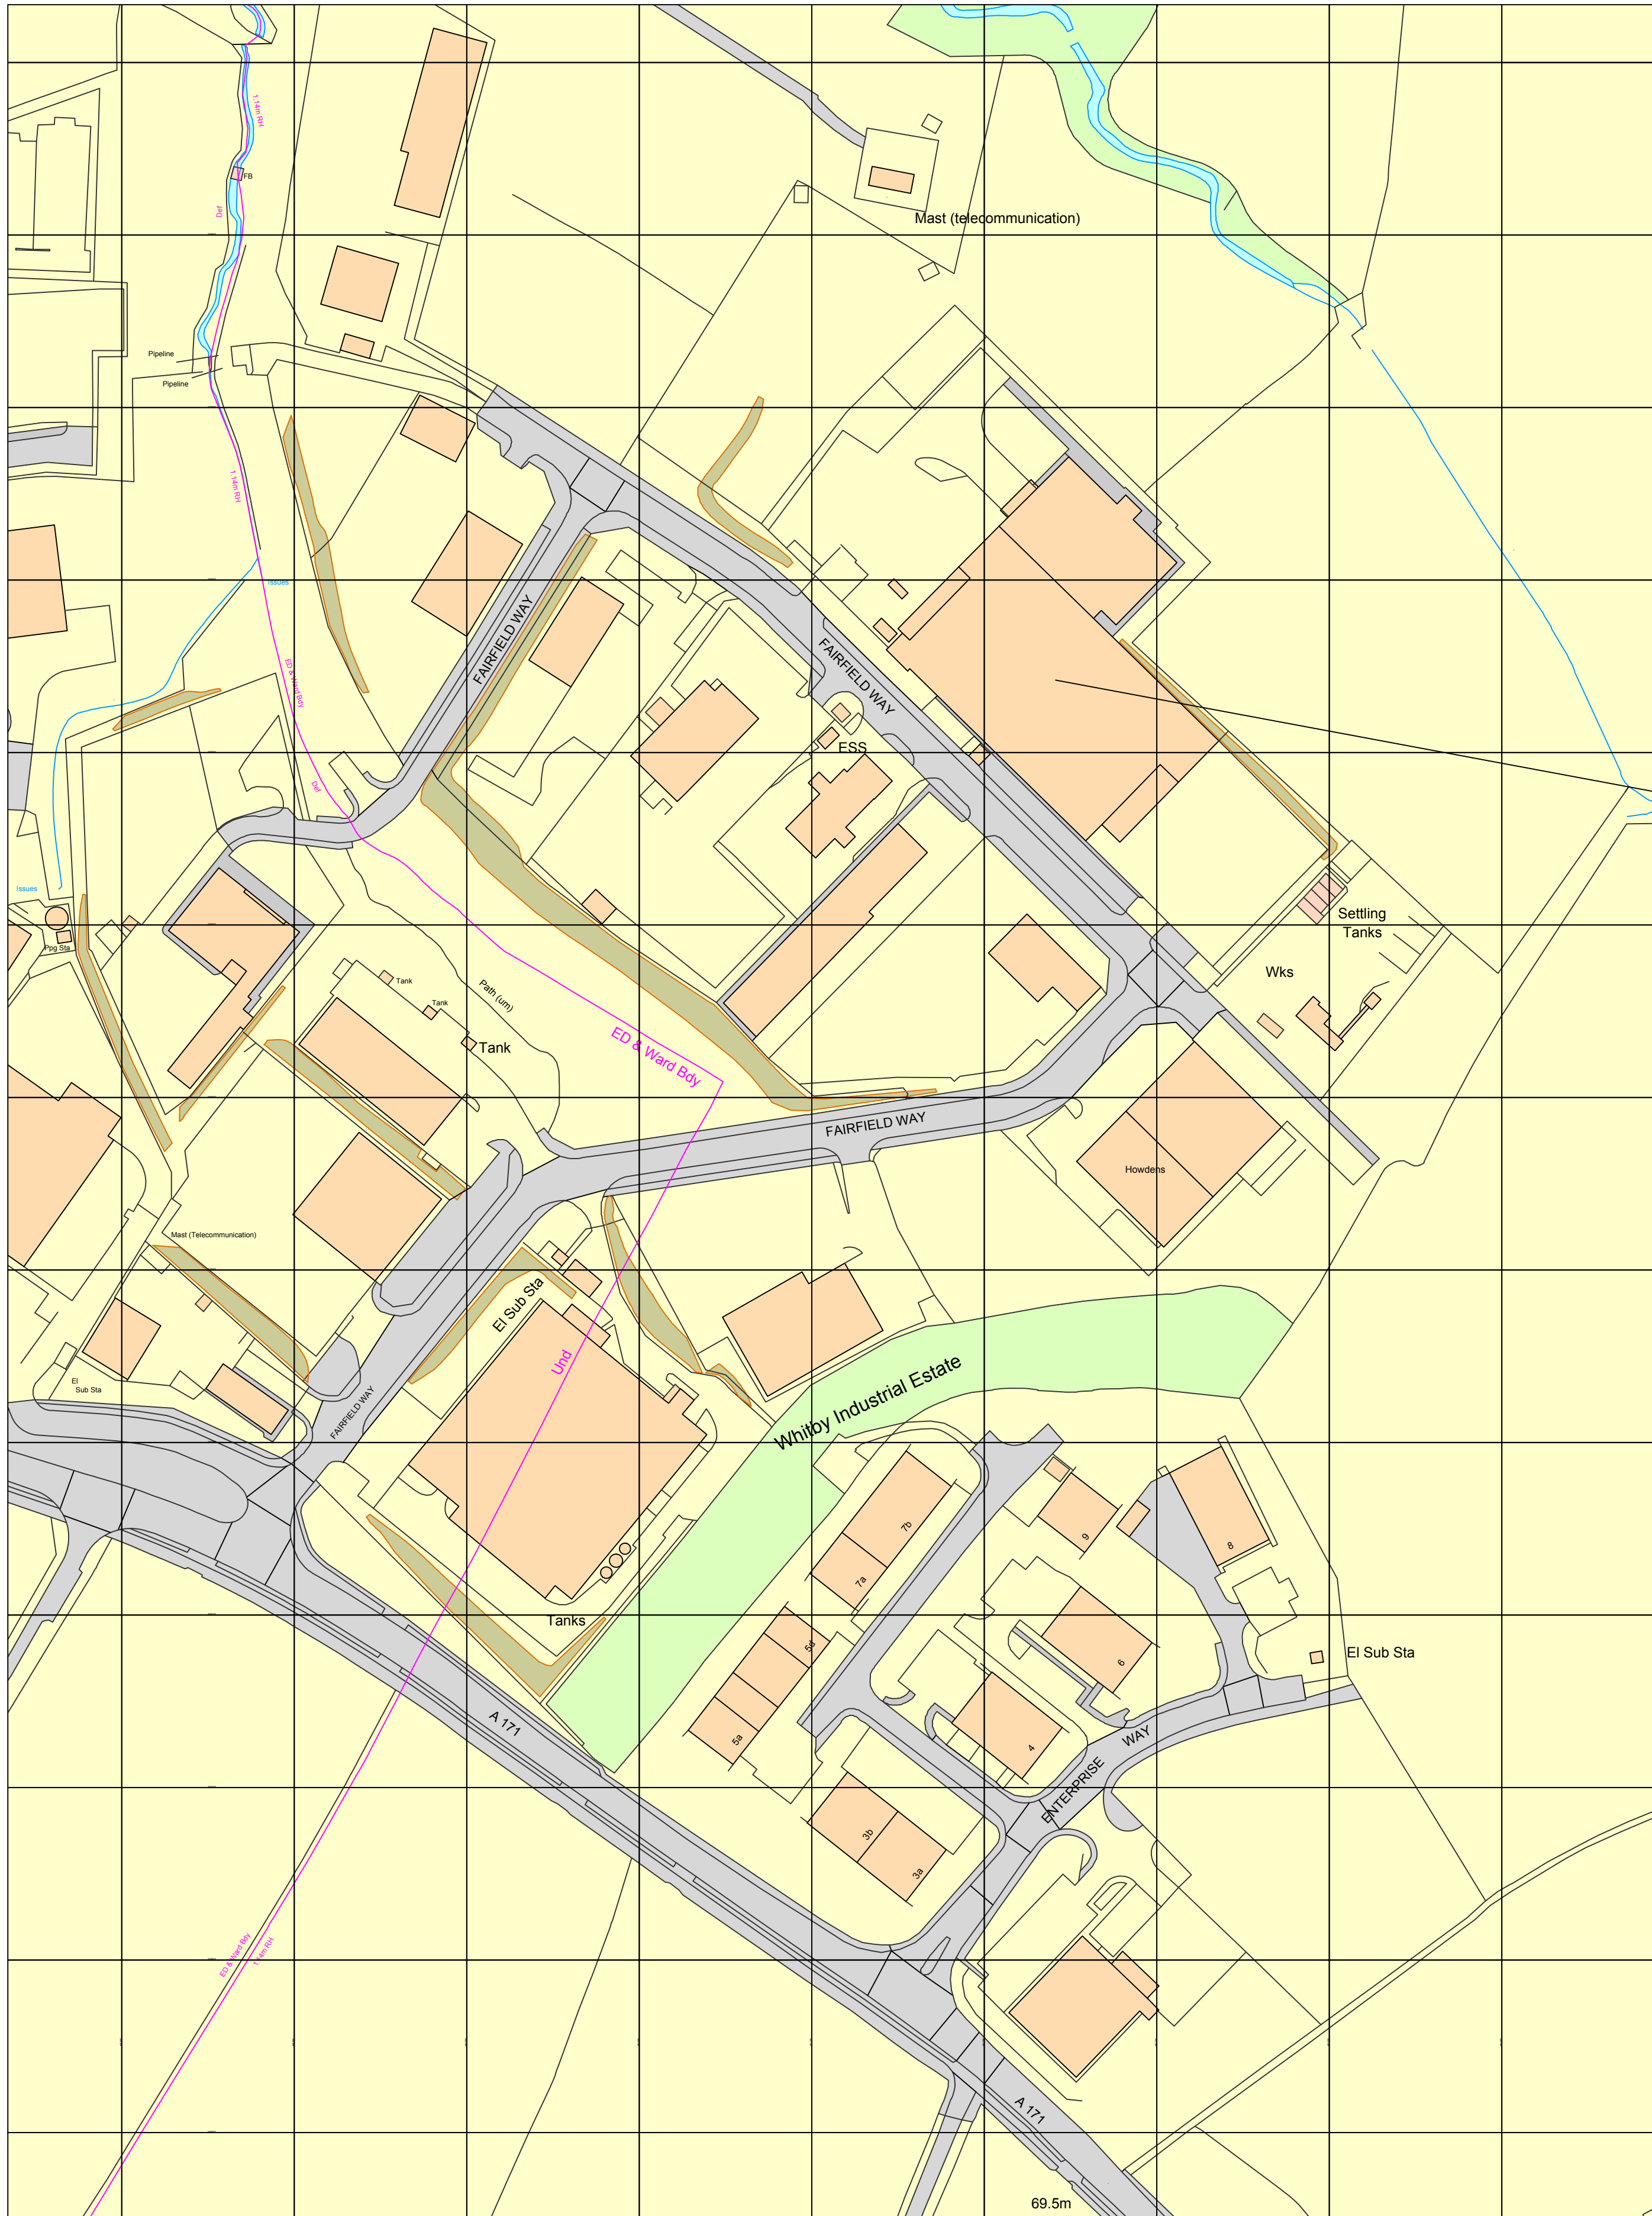 1.14m RH
FB
Def
Mast (telecommunication)
Pipeline
Pipeline
1.14m RH
Issues
FAIRFIELD WAY
FAIRFIELD WAY
ED & Ward Bdy
ESS
Def
Issues
Settling
Tanks
Ppg Sta
Wks
Tank
Path (um)
Tank
Tank
ED & Ward Bdy
FAIRFIELD WAY
Howdens
Mast (Telecommunication)
El Sub Sta
Und
El
Sub Sta
Whitby Industrial Estate
FAIRFIELD WAY
7b
9
8
7a
Tanks
5d
El Sub Sta
6
A 171
5a
4
WAY
ENTERPRISE
3b
3a
ED & Ward Bdy
1.14m RH
A 171
69.5m